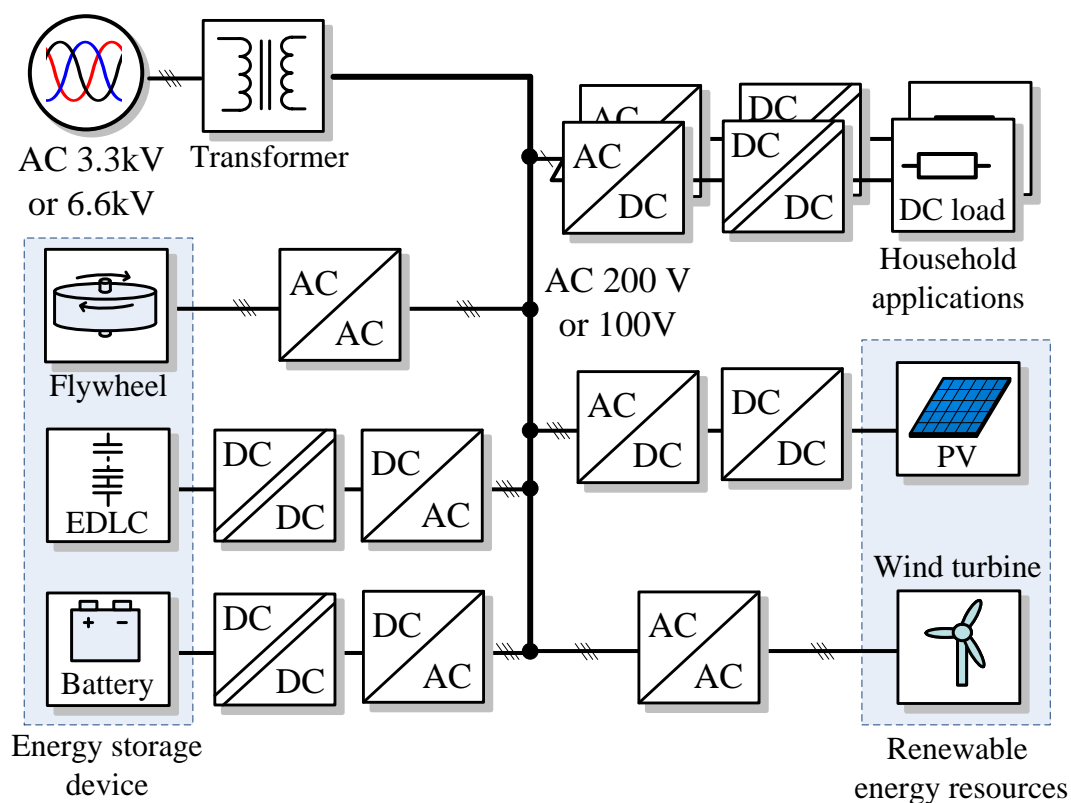 AC 3.3kV
or 6.6kV
Transformer
AC
DC
AC
DC
DC
DC
DC load
Household
applications
AC 200 V
or 100V
Flywheel
AC
AC
EDLC
DC
DC
DC
AC
AC
DC
DC
DC
PV
Battery
DC
DC
DC
AC
AC
AC
Wind turbine
Energy storage
device
Renewable
energy resources